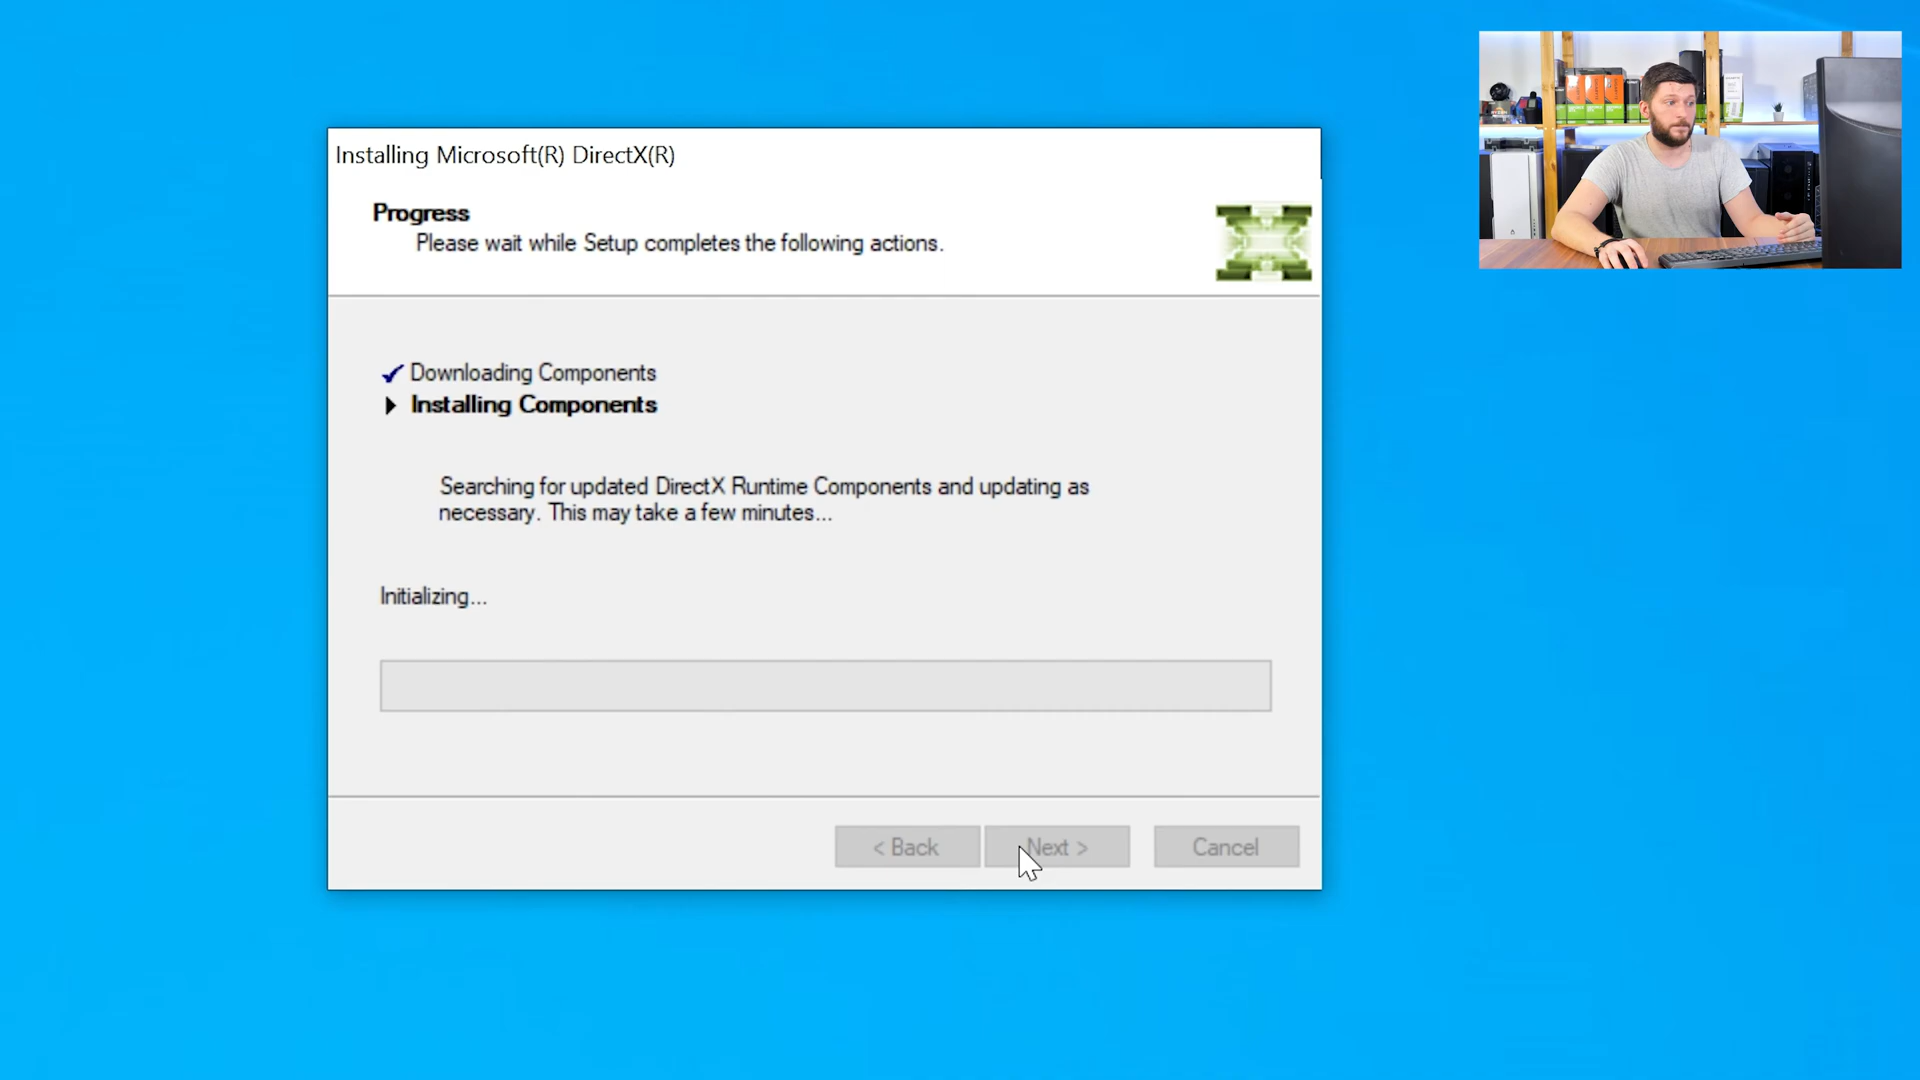 Installing Microsoft(R) DirectX(R)
Progress
Please wait while Setup completes the following actions.
Downloading Components
Installing Components
Searching for updated DirectX Runtime Components and updating as
necessary. This may take a few minutes...
Initializing...
< Back
Next >
Cancel